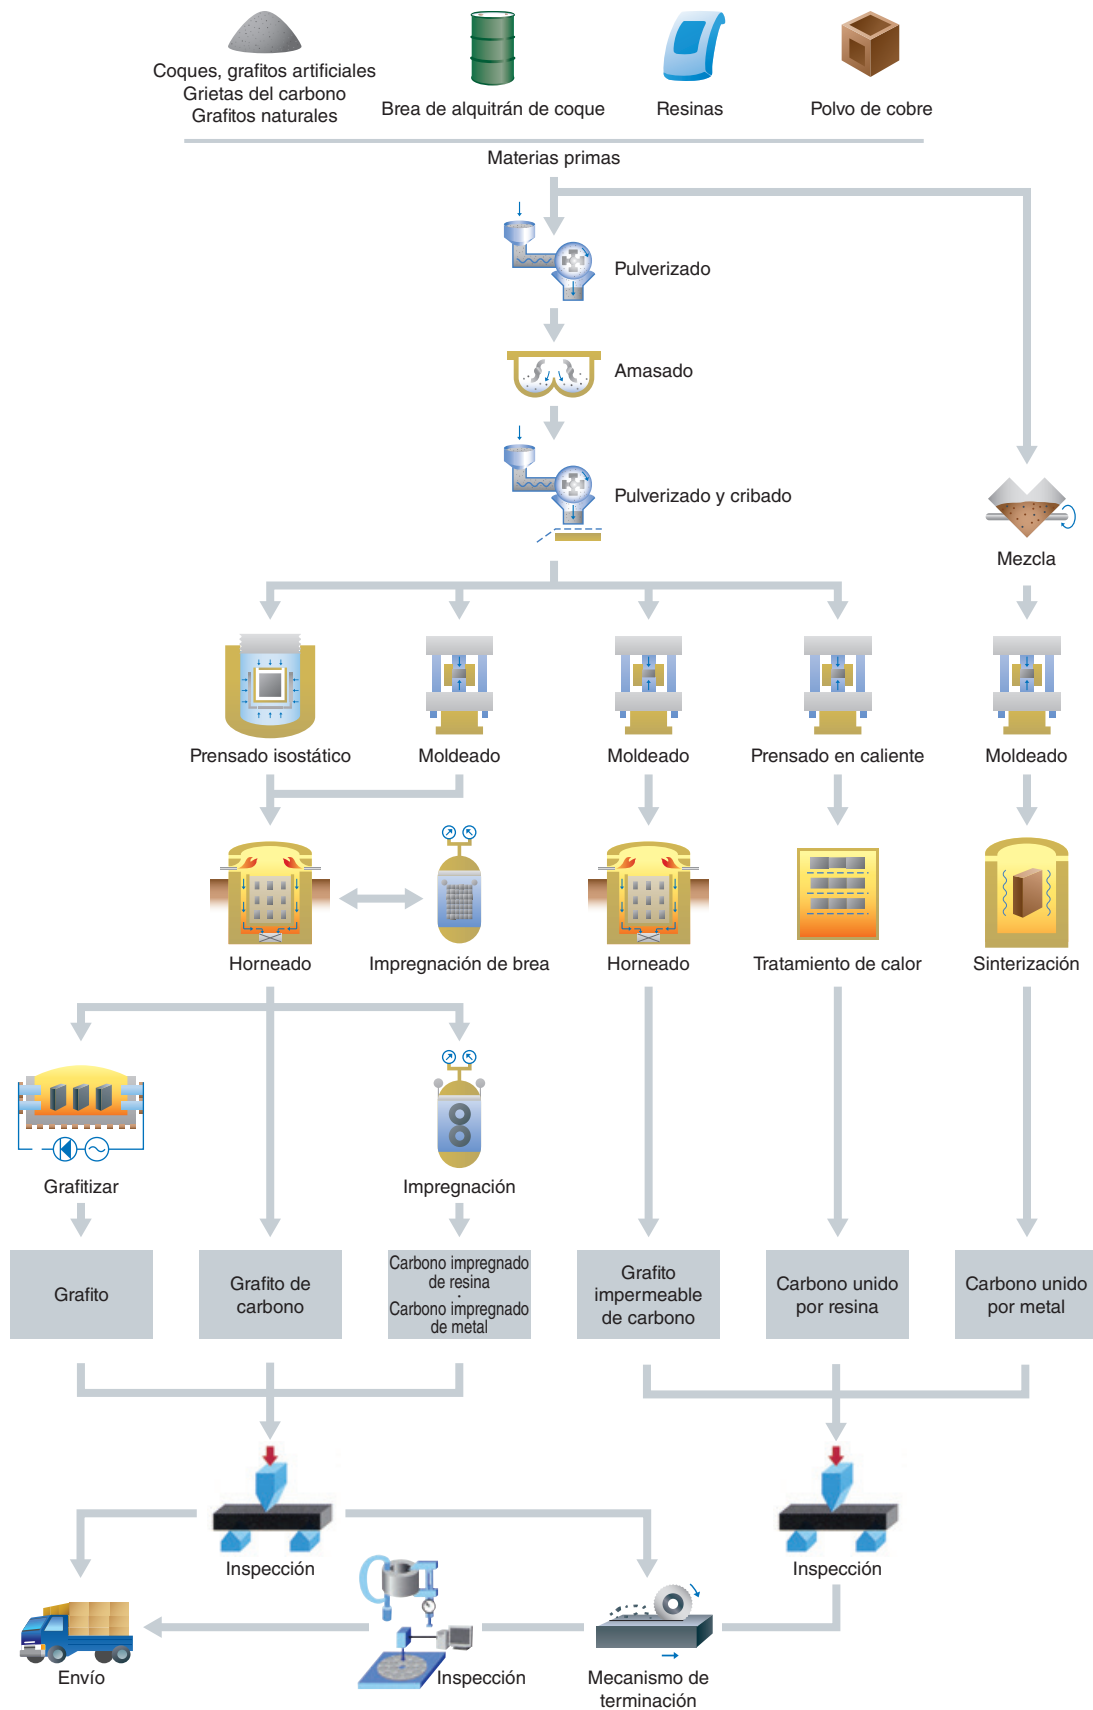 Coques, grafitos artificiales
Grietas del carbono
Grafitos naturales
Brea de alquitrán de coque
Resinas
Polvo de cobre
Materias primas
Pulverizado
Amasado
Pulverizado y cribado
Mezcla
Prensado isostático
Moldeado
Moldeado
Prensado en caliente
Moldeado
Horneado
Impregnación de brea
Horneado
Tratamiento de calor
Sinterización
Grafitizar
Impregnación
Grafito
Grafito de
carbono
Carbono impregnado
de resina
·
Carbono impregnado
de metal
Grafito
impermeable
de carbono
Carbono unido
por resina
Carbono unido
por metal
Inspección
Inspección
Envío
Inspección
Mecanismo de
terminación